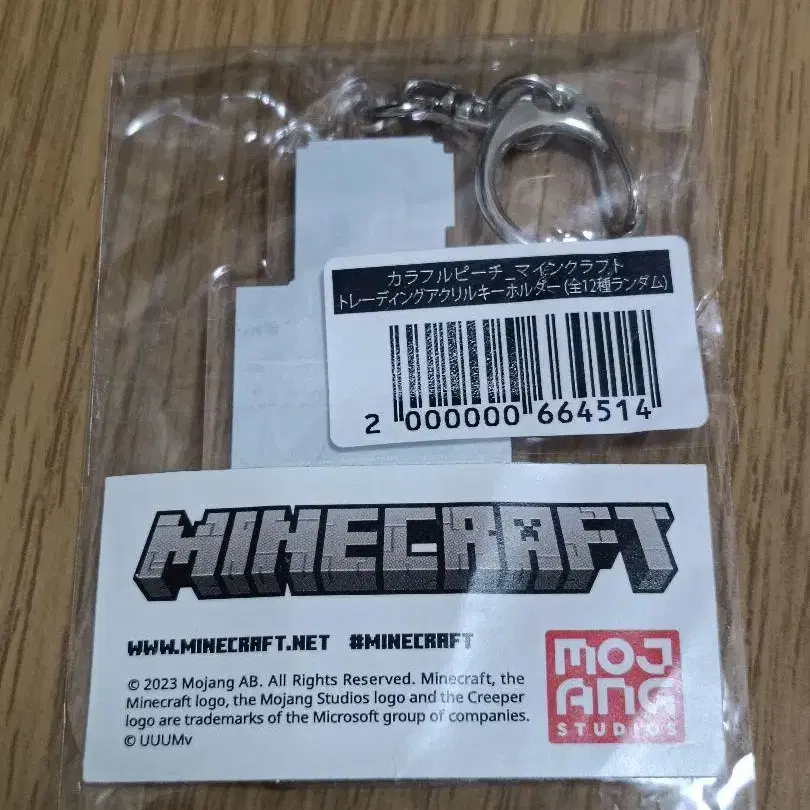 カラフルピーチ_マインクラフト
トレーディングアクリルキーホルダー(全12種ランダム)
2 000000 664514
MINECRAFT
WWW.MINECRAFT.NET #MINECRAFT
© 2023 Mojang AB. All Rights Reserved. Minecraft, the
Minecraft logo, the Mojang Studios logo and the Creeper
logo are trademarks of the Microsoft group of companies.
© UUUMv
MOJ
ANG
STUDIOS